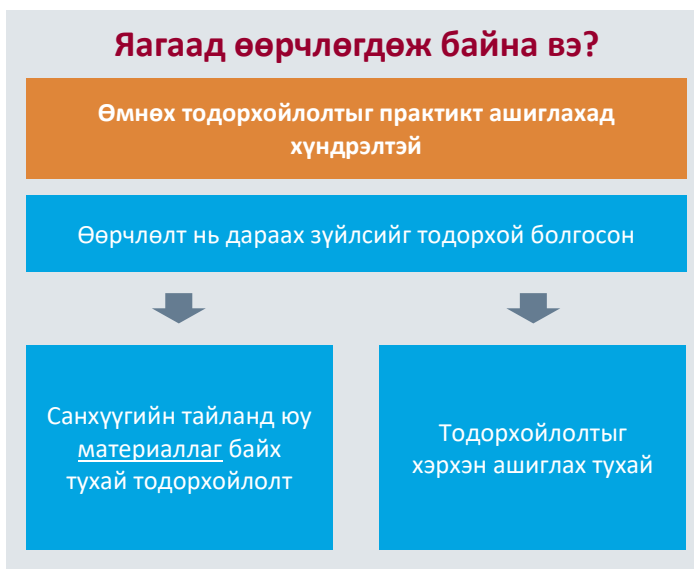 Яагаад өөрчлөгдөж байна вэ?
Өмнөх тодорхойлолтыг практикт ашиглахад
хүндрэлтэй
Өөрчлөлт нь дараах зүйлсийг тодорхой болгосон
Санхүүгийн тайланд юу
материаллаг байх
тухай тодорхойлолт
Тодорхойлолтыг
хэрхэн ашиглах тухай